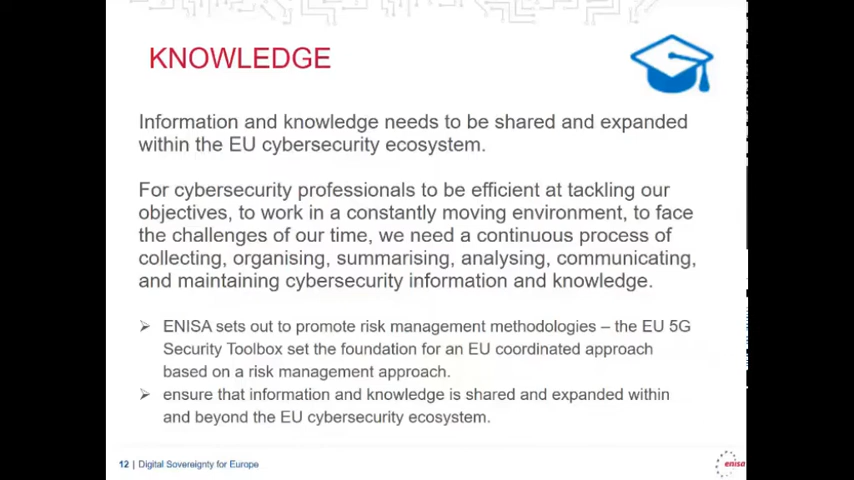 KNOWLEDGE
Information and knowledge needs to be shared and expanded
within the EU cybersecurity ecosystem.
For cybersecurity professionals to be efficient at tackling our
objectives, to work in a constantly moving environment, to face
the challenges of our time, we need a continuous process of
collecting, organising, summarising, analysing, communicating,
and maintaining cybersecurity information and knowledge.
➢ ENISA sets out to promote risk management methodologies – the EU 5G
Security Toolbox set the foundation for an EU coordinated approach
based on a risk management approach.
➢ ensure that information and knowledge is shared and expanded within
and beyond the EU cybersecurity ecosystem.
12 | Digital Sovereignty for Europe
enisa